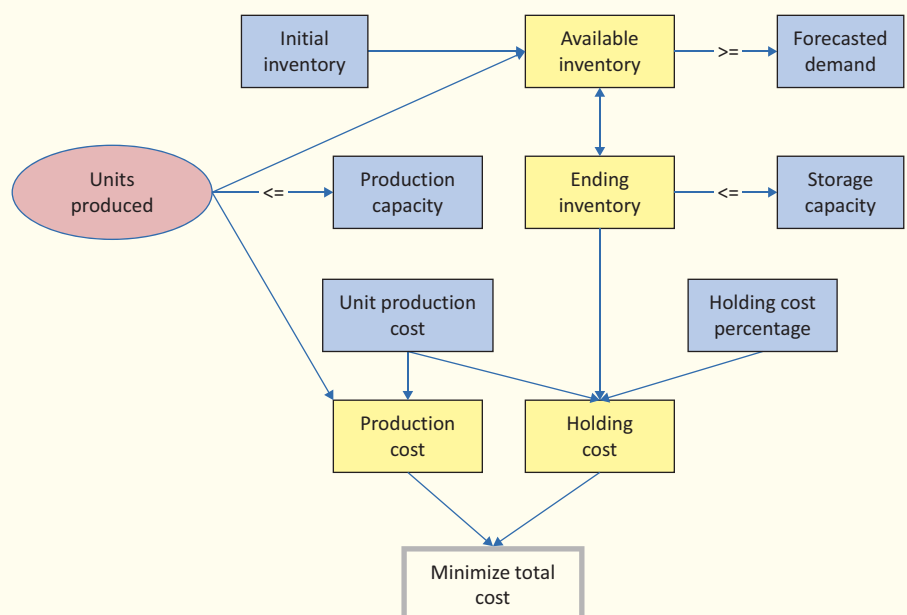 Initial
inventory
Available
inventory
>=
Forecasted
demand
Units
produced
<=
Production
capacity
Ending
inventory
<=
Storage
capacity
Unit production
cost
Holding cost
percentage
Production
cost
Holding
cost
Minimize total
cost